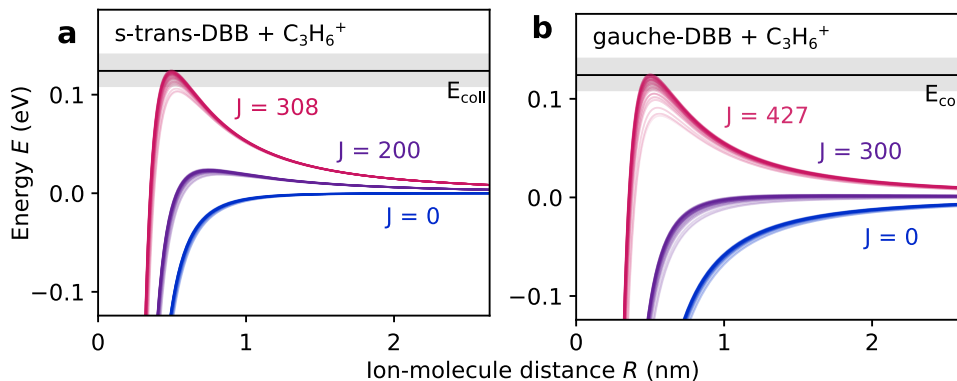 a s-trans-DBB + C₃H₆⁺
E_coll
J = 308
J = 200
J = 0
Energy E (eV)
0.1
0.0
−0.1
0
1
2
b gauche-DBB + C₃H₆⁺
E_co
J = 427
J = 300
J = 0
0.1
0.0
−0.1
0
1
2
Ion-molecule distance R (nm)